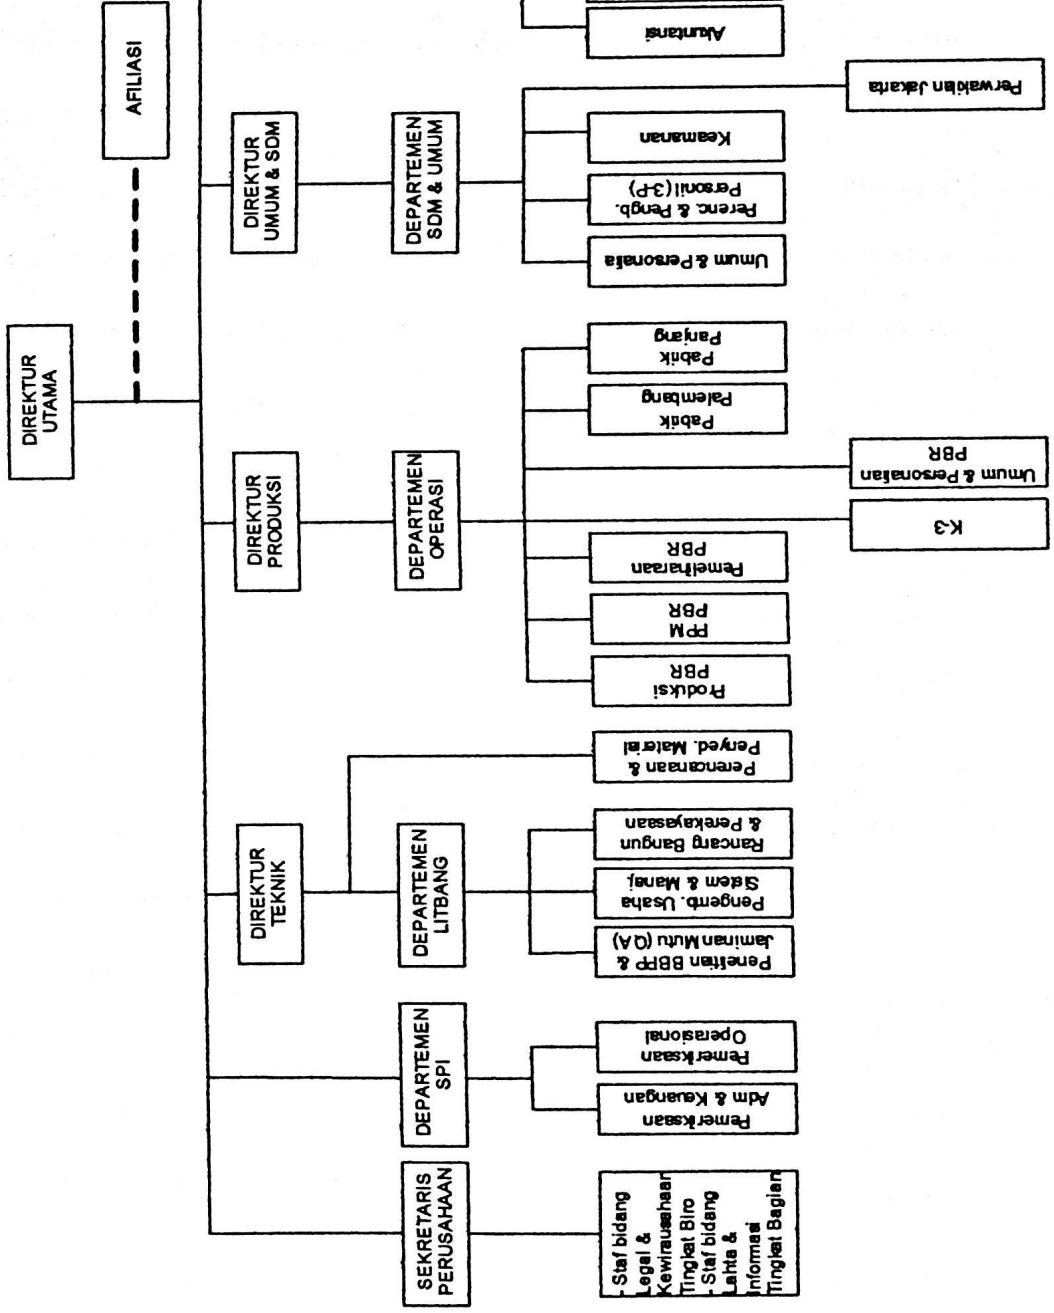 DIREKTUR
UTAMA
AFILIASI
SEKRETARIS
PERUSAHAAN
DEPARTEMEN
SPI
DIREKTUR
TEKNIK
DIREKTUR
PRODUKSI
DIREKTUR
UMUM & SDM
DEPARTEMEN
LITBANG
DEPARTEMEN
OPERASI
DEPARTEMEN
SDM & UMUM
- Staf bidang
Legal &
Kewirausahaan
Tingkat Biro
- Staf bidang
Lahta &
Informasi
Tingkat Bagian
Pemeriksaan
Adm & Keuangan
Pemeriksaan
Operasional
Penelitian BBPP &
Jaminan Mutu (QA)
Pengemb. Usaha
Sistem & Manaj.
Rancang Bangun
& Perekayasaan
Perencanaan &
Penyed. Material
Produksi
PBR
PPM
PBR
Pemeliharaan
PBR
K-3
Umum & Personalian
PBR
Pabrik
Palembang
Pabrik
Panjang
Umum & Personalia
Perenc. & Pengb.
Personil (3-P)
Keamanan
Perwakilan Jakarta
Akuntansi